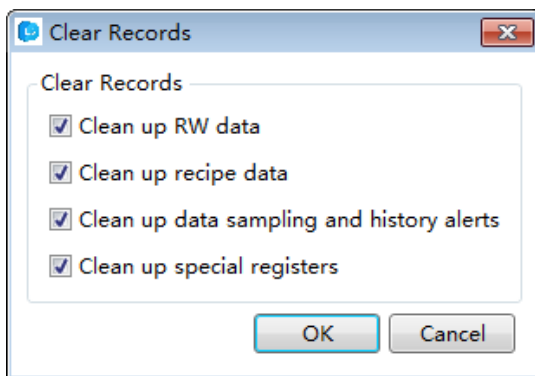 Clear Records
Clear Records
Clean up RW data
Clean up recipe data
Clean up data sampling and history alerts
Clean up special registers
OK Cancel